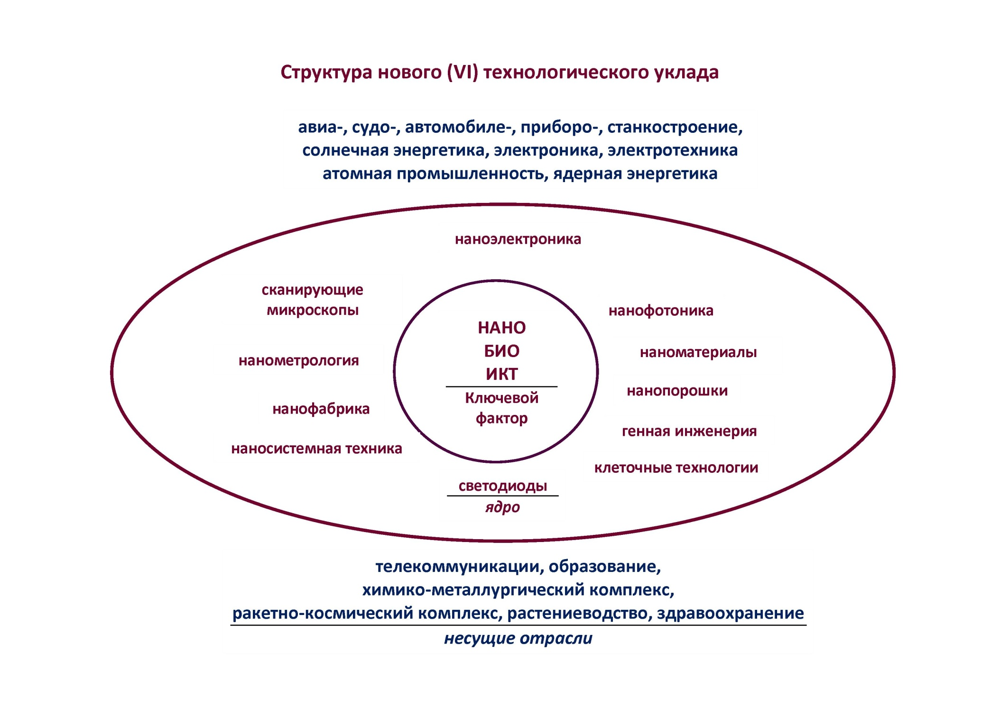 Структура нового (VI) технологического уклада
авиа-, судо-, автомобиле-, приборо-, станкостроение,
солнечная энергетика, электроника, электротехника
атомная промышленность, ядерная энергетика
наноэлектроника
сканирующие
микроскопы
нанометрология
нанофабрика
наносистемная техника
НАНО
БИО
ИКТ
Ключевой
фактор
нанофотоника
наноматериалы
нанопорошки
генная инженерия
клеточные технологии
светодиоды
ядро
телекоммуникации, образование,
химико-металлургический комплекс,
ракетно-космический комплекс, растениеводство, здравоохранение
несущие отрасли